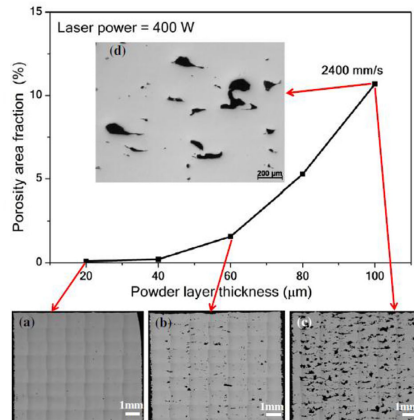 Laser power = 400 W
(d)
2400 mm/s
200 μm
Porosity area fraction (%)
15
10
5
0
20 40 60 80 100
Powder layer thickness (μm)
(a)
1mm
(b)
1mm
(c)
1mm